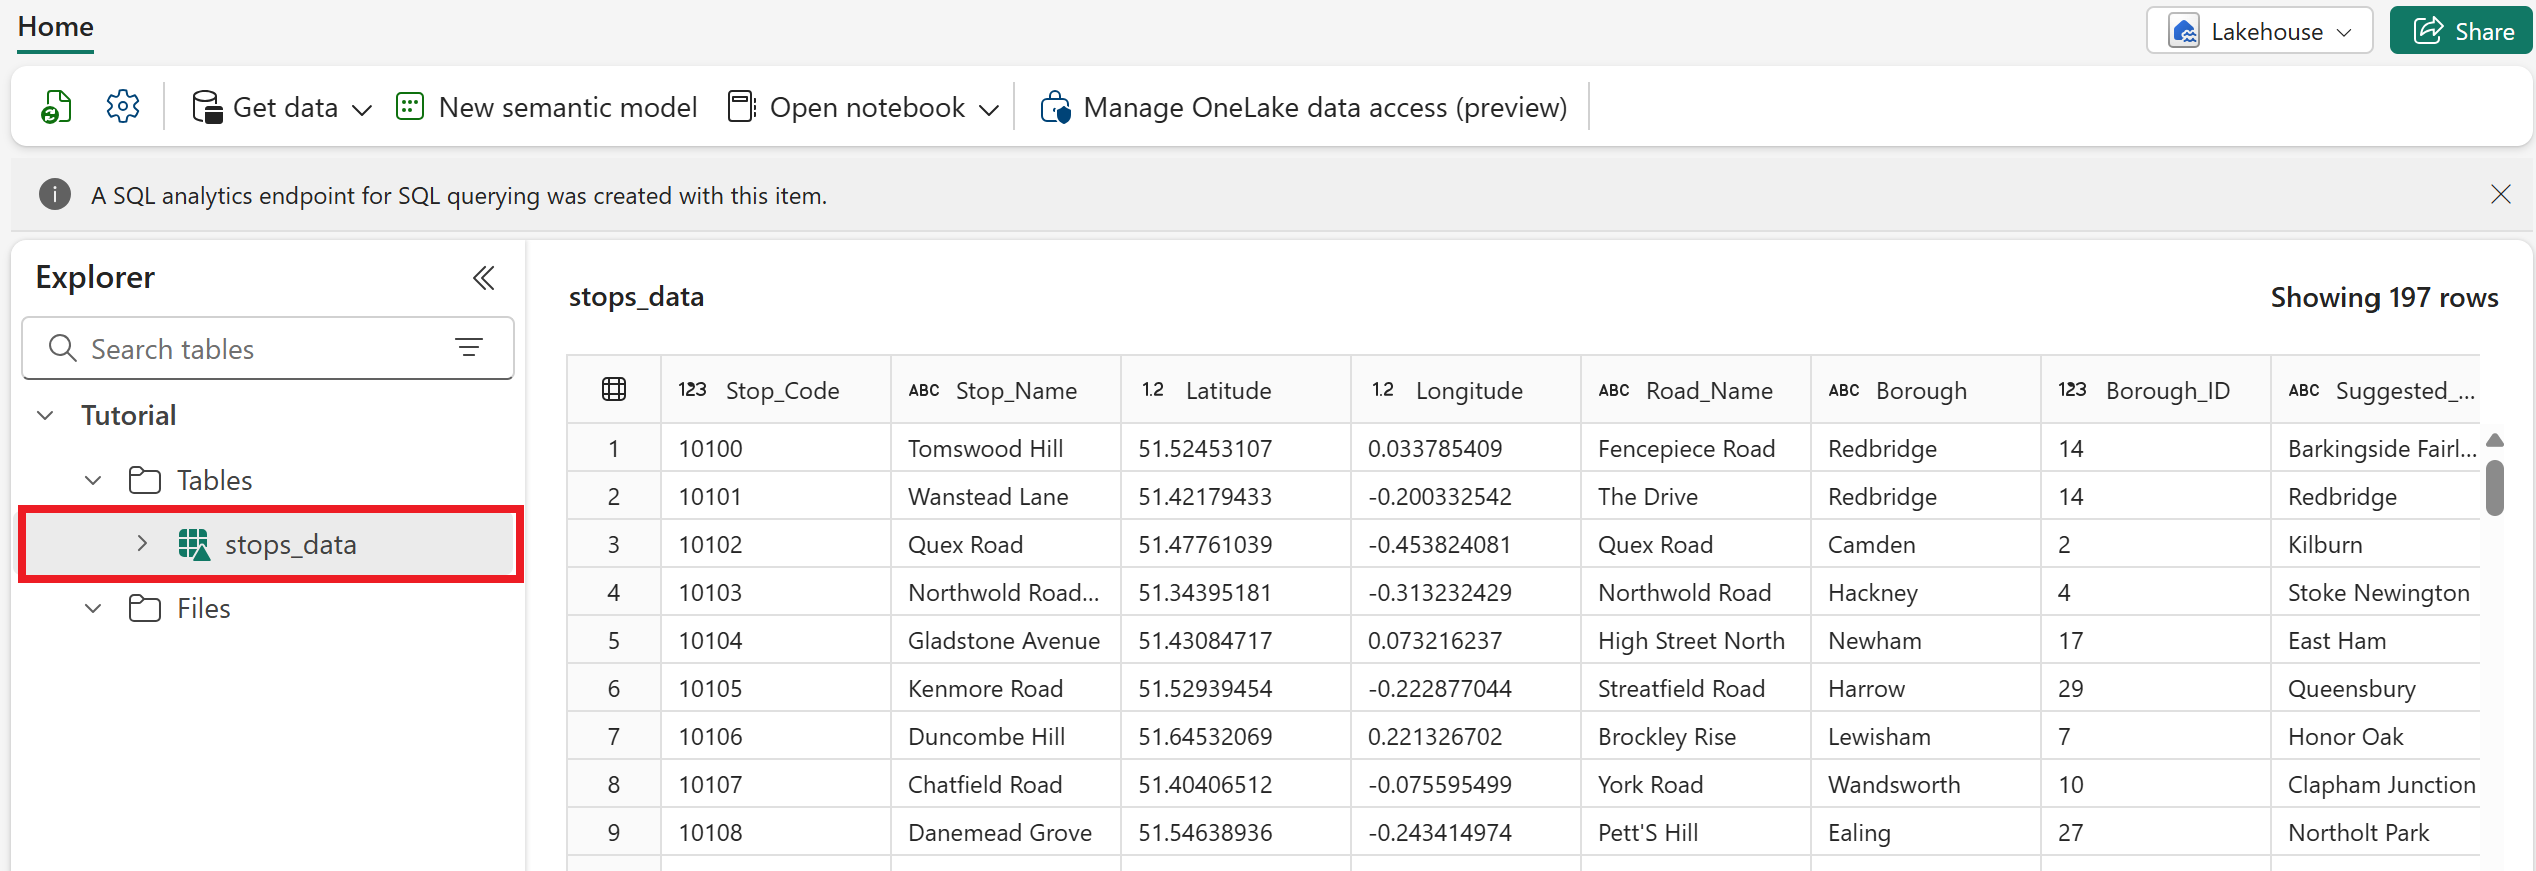 Home
Lakehouse
Share
Get data
New semantic model
Open notebook
Manage OneLake data access (preview)
A SQL analytics endpoint for SQL querying was created with this item.
Explorer
Search tables
Tutorial
Tables
stops_data
Files
stops_data
Showing 197 rows
123 Stop_Code ABC Stop_Name 1.2 Latitude 1.2 Longitude ABC Road_Name ABC Borough 123 Borough_ID ABC Suggested_...
1 10100 Tomswood Hill 51.52453107 0.033785409 Fencepiece Road Redbridge 14 Barkingside Fairl...
2 10101 Wanstead Lane 51.42179433 -0.200332542 The Drive Redbridge 14 Redbridge
3 10102 Quex Road 51.47761039 -0.453824081 Quex Road Camden 2 Kilburn
4 10103 Northwold Road... 51.34395181 -0.313232429 Northwold Road Hackney 4 Stoke Newington
5 10104 Gladstone Avenue 51.43084717 0.073216237 High Street North Newham 17 East Ham
6 10105 Kenmore Road 51.52939454 -0.222877044 Streatfield Road Harrow 29 Queensbury
7 10106 Duncombe Hill 51.64532069 0.221326702 Brockley Rise Lewisham 7 Honor Oak
8 10107 Chatfield Road 51.40406512 -0.075595499 York Road Wandsworth 10 Clapham Junction
9 10108 Danemead Grove 51.54638936 -0.243414974 Pett'S Hill Ealing 27 Northolt Park